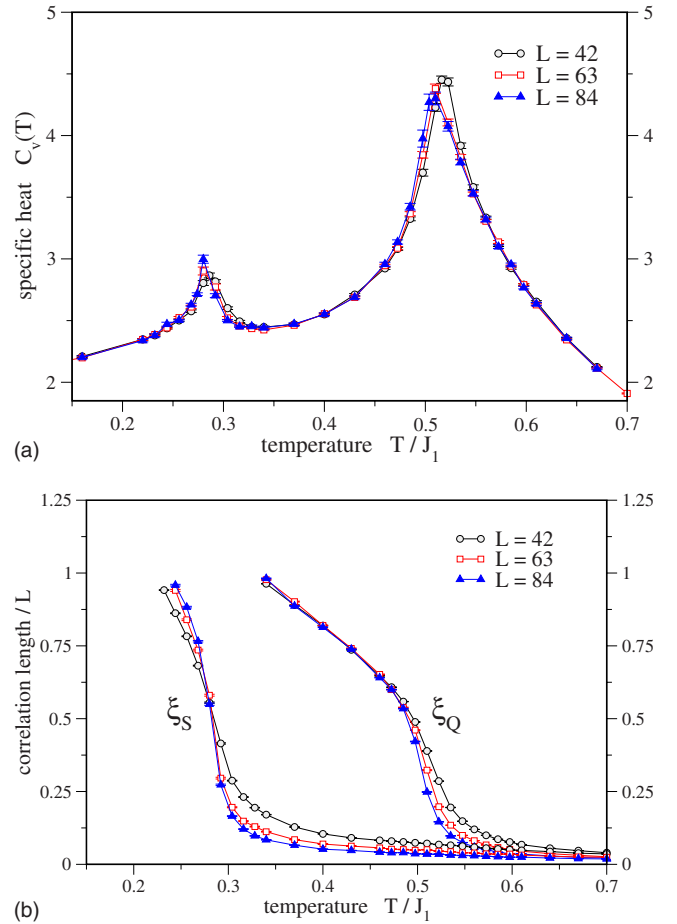 5
5
L = 42
L = 63
L = 84
4
4
specific heat C_v(T)
3
3
2
2
0.2
0.3
0.4
0.5
0.6
0.7
(a)
temperature T / J_1
1.25
1.25
L = 42
L = 63
L = 84
1
1
correlation length / L
0.75
0.75
ξ_S
ξ_Q
0.5
0.5
0.25
0.25
0
0
0.2
0.3
0.4
0.5
0.6
0.7
(b)
temperature T / J_1